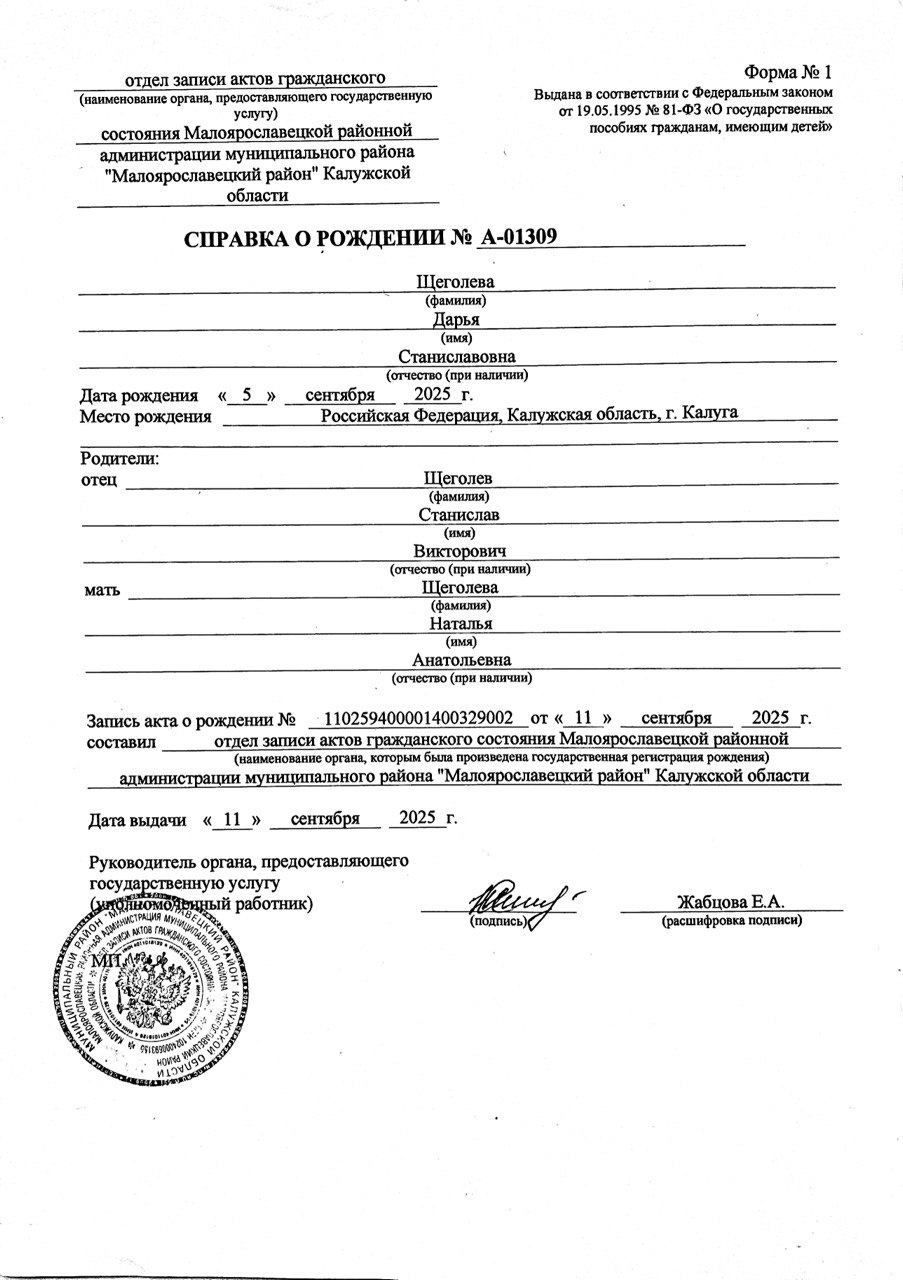 отдел записи актов гражданского
(наименование органа, предоставляющего государственную
услугу)
состояния Малоярославецкой районной
администрации муниципального района
"Малоярославецкий район" Калужской
области
Форма № 1
Выдана в соответствии с Федеральным законом
от 19.05.1995 № 81-ФЗ «О государственных
пособиях гражданам, имеющим детей»
СПРАВКА О РОЖДЕНИИ № А-01309
Щеголева
(фамилия)
Дарья
(имя)
Станиславовна
(отчество (при наличии)
Дата рождения « 5 » сентября 2025 г.
Место рождения Российская Федерация, Калужская область, г. Калуга
Родители:
отец Щеголев
(фамилия)
Станислав
(имя)
Викторович
(отчество (при наличии)
мать Щеголева
(фамилия)
Наталья
(имя)
Анатольевна
(отчество (при наличии)
Запись акта о рождении № 110259400001400329002 от « 11 » сентября 2025 г.
составил отдел записи актов гражданского состояния Малоярославецкой районной
(наименование органа, которым была произведена государственная регистрация рождения)
администрации муниципального района "Малоярославецкий район" Калужской области
Дата выдачи « 11 » сентября 2025 г.
Руководитель органа, предоставляющего
государственную услугу
(уполномоченный работник)
(подпись)
Жабцова Е.А.
(расшифровка подписи)
МП
МУНИЦИПАЛЬНЫЙ РАЙОН "МАЛОЯРОСЛАВЕЦКИЙ РАЙОН" КАЛУЖСКОЙ ОБЛАСТИ